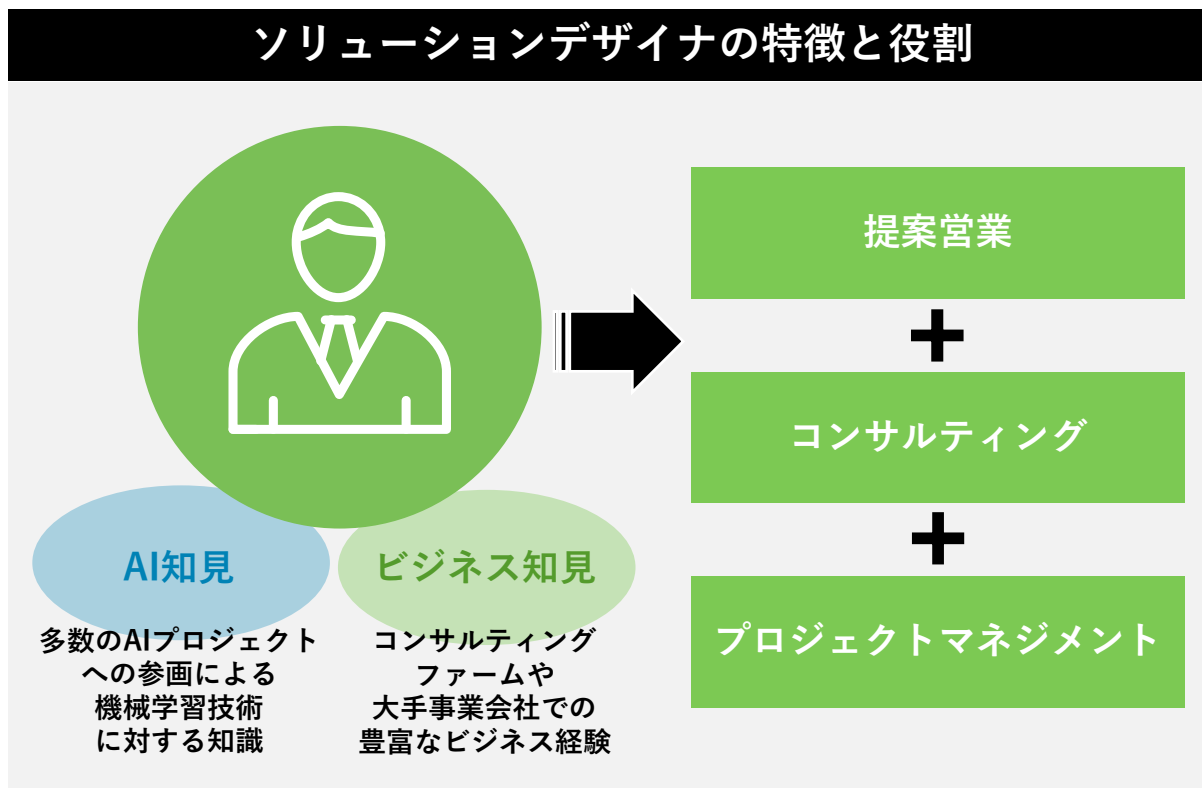 ソリューションデザイナの特徴と役割
AI知見
多数のAIプロジェクト
への参画による
機械学習技術
に対する知識
ビジネス知見
コンサルティング
ファームや
大手事業会社での
豊富なビジネス経験
提案営業
+
コンサルティング
+
プロジェクトマネジメント